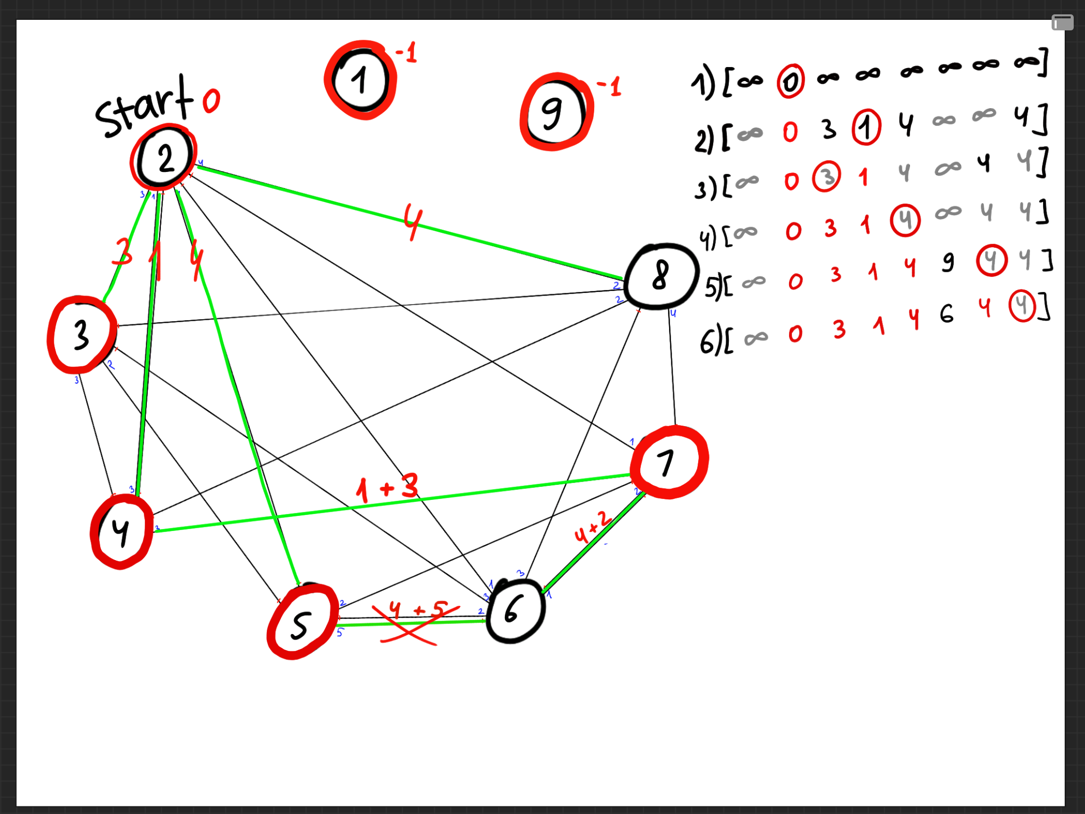 start 0
1 -1
9 -1
2
3 1 4
4
8
3
4
5
6
7
1 + 3
4 + 2
4 + 5
1) [ ∞ 0 ∞ ∞ ∞ ∞ ∞ ∞ ]
2) [ ∞ 0 3 1 4 ∞ ∞ 4 ]
3) [ ∞ 0 3 1 4 ∞ 4 4 ]
4) [ ∞ 0 3 1 4 ∞ 4 4 ]
5) [ ∞ 0 3 1 4 9 4 4 ]
6) [ ∞ 0 3 1 4 6 4 4 ]